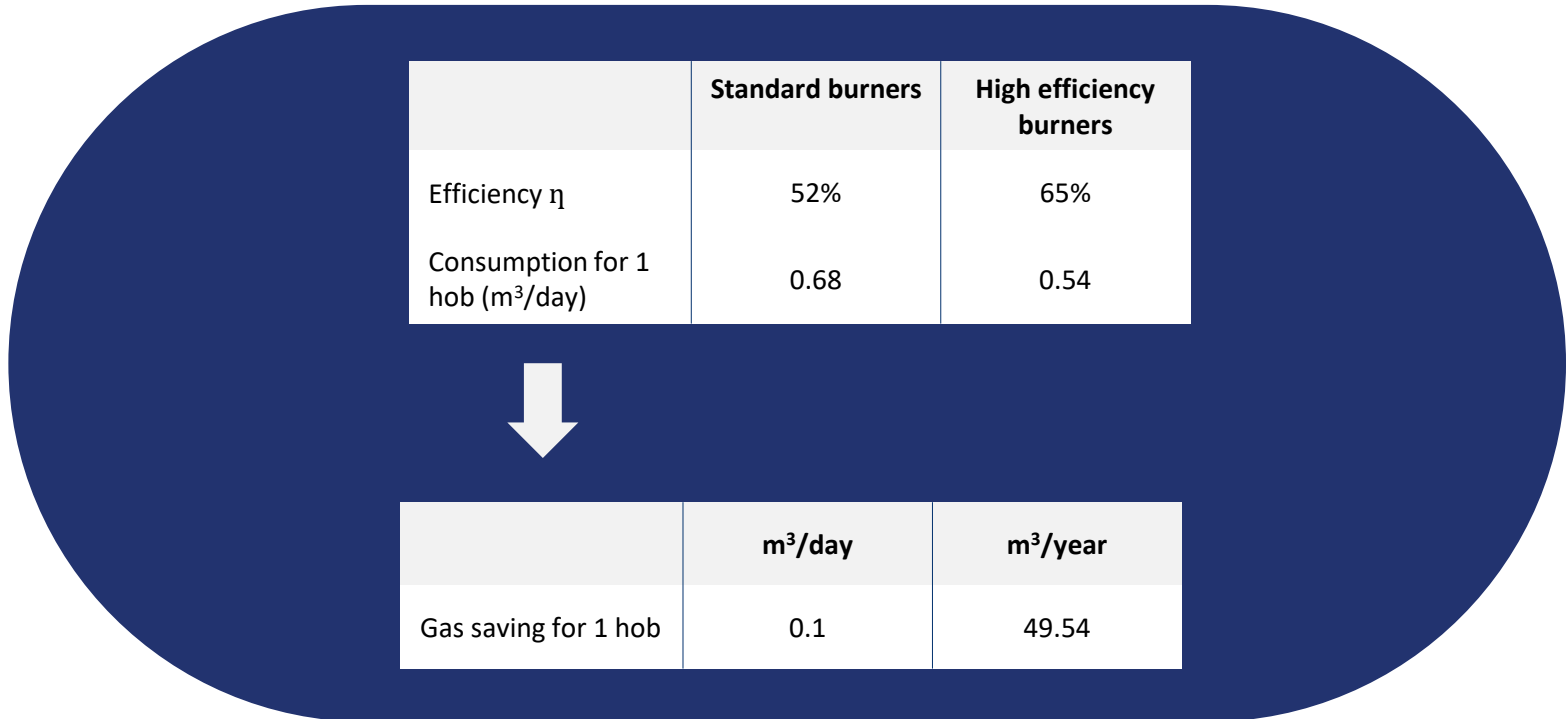 Standard burners
High efficiency
burners
Efficiency η
52%
65%
Consumption for 1
hob (m³/day)
0.68
0.54
m³/day
m³/year
Gas saving for 1 hob
0.1
49.54